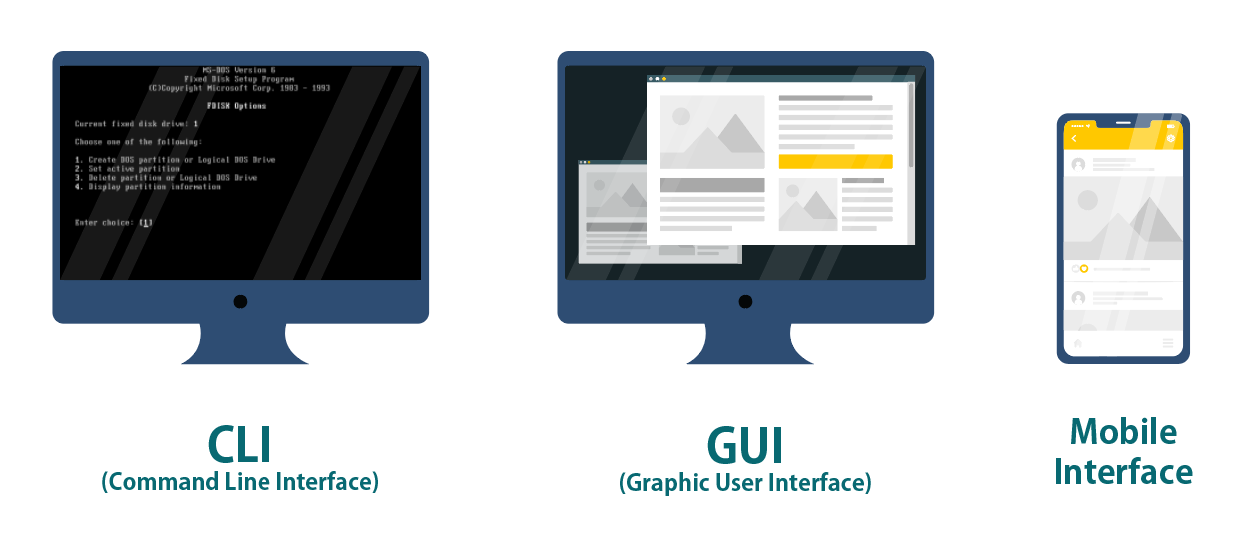 MS-DOS Version 6
Fixed Disk Setup Program
(C)Copyright Microsoft Corp. 1983 - 1993
FDISK Options
Current fixed disk drive: 1
Choose one of the following:
1. Create DOS partition or Logical DOS Drive
2. Set active partition
3. Delete partition or Logical DOS Drive
4. Display partition information
Enter choice: [1]
CLI
(Command Line Interface)
GUI
(Graphic User Interface)
Mobile
Interface